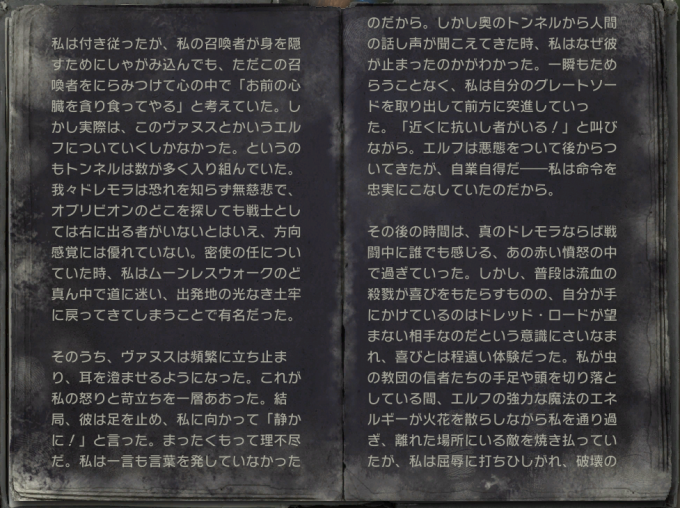 私は付き従ったが、私の召喚者が身を隠
すためにしゃがみ込んでも、ただこの召
喚者をにらみつけて心の中で「お前の心
臓を貪り食ってやる」と考えていた。し
かし実際は、このヴァヌスとかいうエル
フについていくしかなかった。というの
もトンネルは数が多く入り組んでいた。
我々ドレモラは恐れを知らず無慈悲で、
オブリビオンのどこを探しても戦士とし
ては右に出る者がいないとはいえ、方向
感覚には優れていない。密使の任につい
ていた時、私はムーンレスウォークのど
真ん中で道に迷い、出発地の光なき土牢
に戻ってきてしまうことで有名だった。
そのうち、ヴァヌスは頻繁に立ち止ま
り、耳を澄ませるようになった。これが
私の怒りと苛立ちを一層あおった。結
局、彼は足を止め、私に向かって「静か
に！」と言った。まったくもって理不尽
だ。私は一言も言葉を発していなかった
のだから。しかし奥のトンネルから人間
の話し声が聞こえてきた時、私はなぜ彼
が止まったのかがわかった。一瞬もため
らうことなく、私は自分のグレートソー
ドを取り出して前方に突進していっ
た。「近くに抗いし者がいる！」と叫び
ながら。エルフは悪態をついて後からつ
いてきたが、自業自得だ──私は命令を
忠実にこなしていたのだから。
その後の時間は、真のドレモラならば戦
闘中に誰でも感じる、あの赤い憤怒の中
で過ぎていった。しかし、普段は流血の
殺戮が喜びをもたらすものの、自分が手
にかけているのはドレッド・ロードが望
まない相手なのだという意識にさいなま
れ、喜びとは程遠い体験だった。私が虫
の教団の信者たちの手足や頭を切り落と
している間、エルフの強力な魔法のエネ
ルギーが火花を散らしながら私を通り過
ぎ、離れた場所にいる敵を焼き払ってい
たが、私は屈辱に打ちひしがれ、破壊の